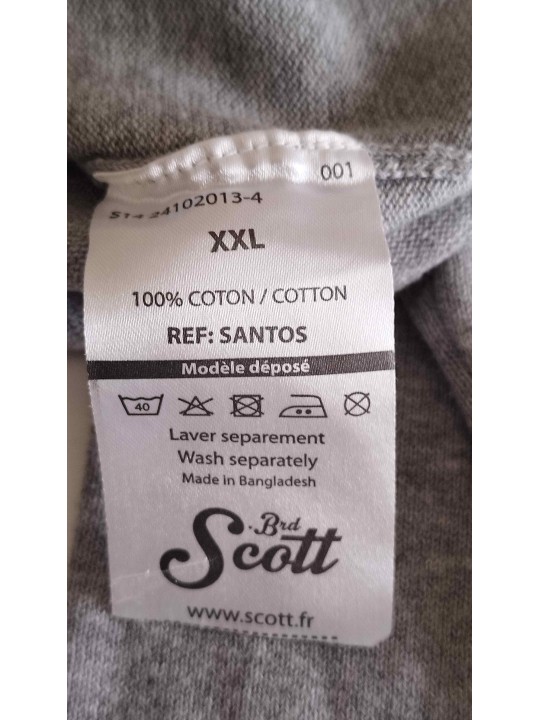 001
S14 24102013-4
XXL
100% COTON / COTTON
REF: SANTOS
Modèle déposé
40
Laver separement
Wash separately
Made in Bangladesh
Brd
Scott
www.scott.fr